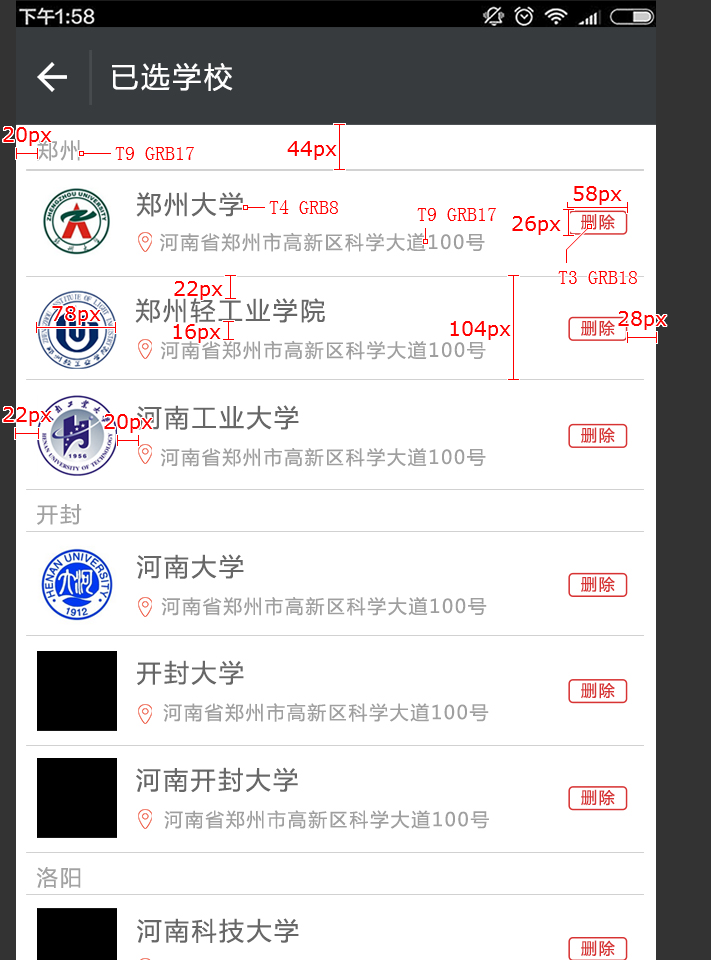 下午1:58
已选学校
20px
郑州
T9 GRB17
44px
郑州大学
T4 GRB8
58px
26px
删除
T9 GRB17
河南省郑州市高新区科学大道100号
T3 GRB18
22px
郑州轻工业学院
78px
16px
104px
28px
删除
河南省郑州市高新区科学大道100号
22px
20px
河南工业大学
删除
河南省郑州市高新区科学大道100号
HENAN UNIVERSITY OF TECHNOLOGY
1956
开封
HENAN UNIVERSITY
1912
河南大学
删除
河南省郑州市高新区科学大道100号
开封大学
删除
河南省郑州市高新区科学大道100号
河南开封大学
删除
河南省郑州市高新区科学大道100号
洛阳
河南科技大学
删除